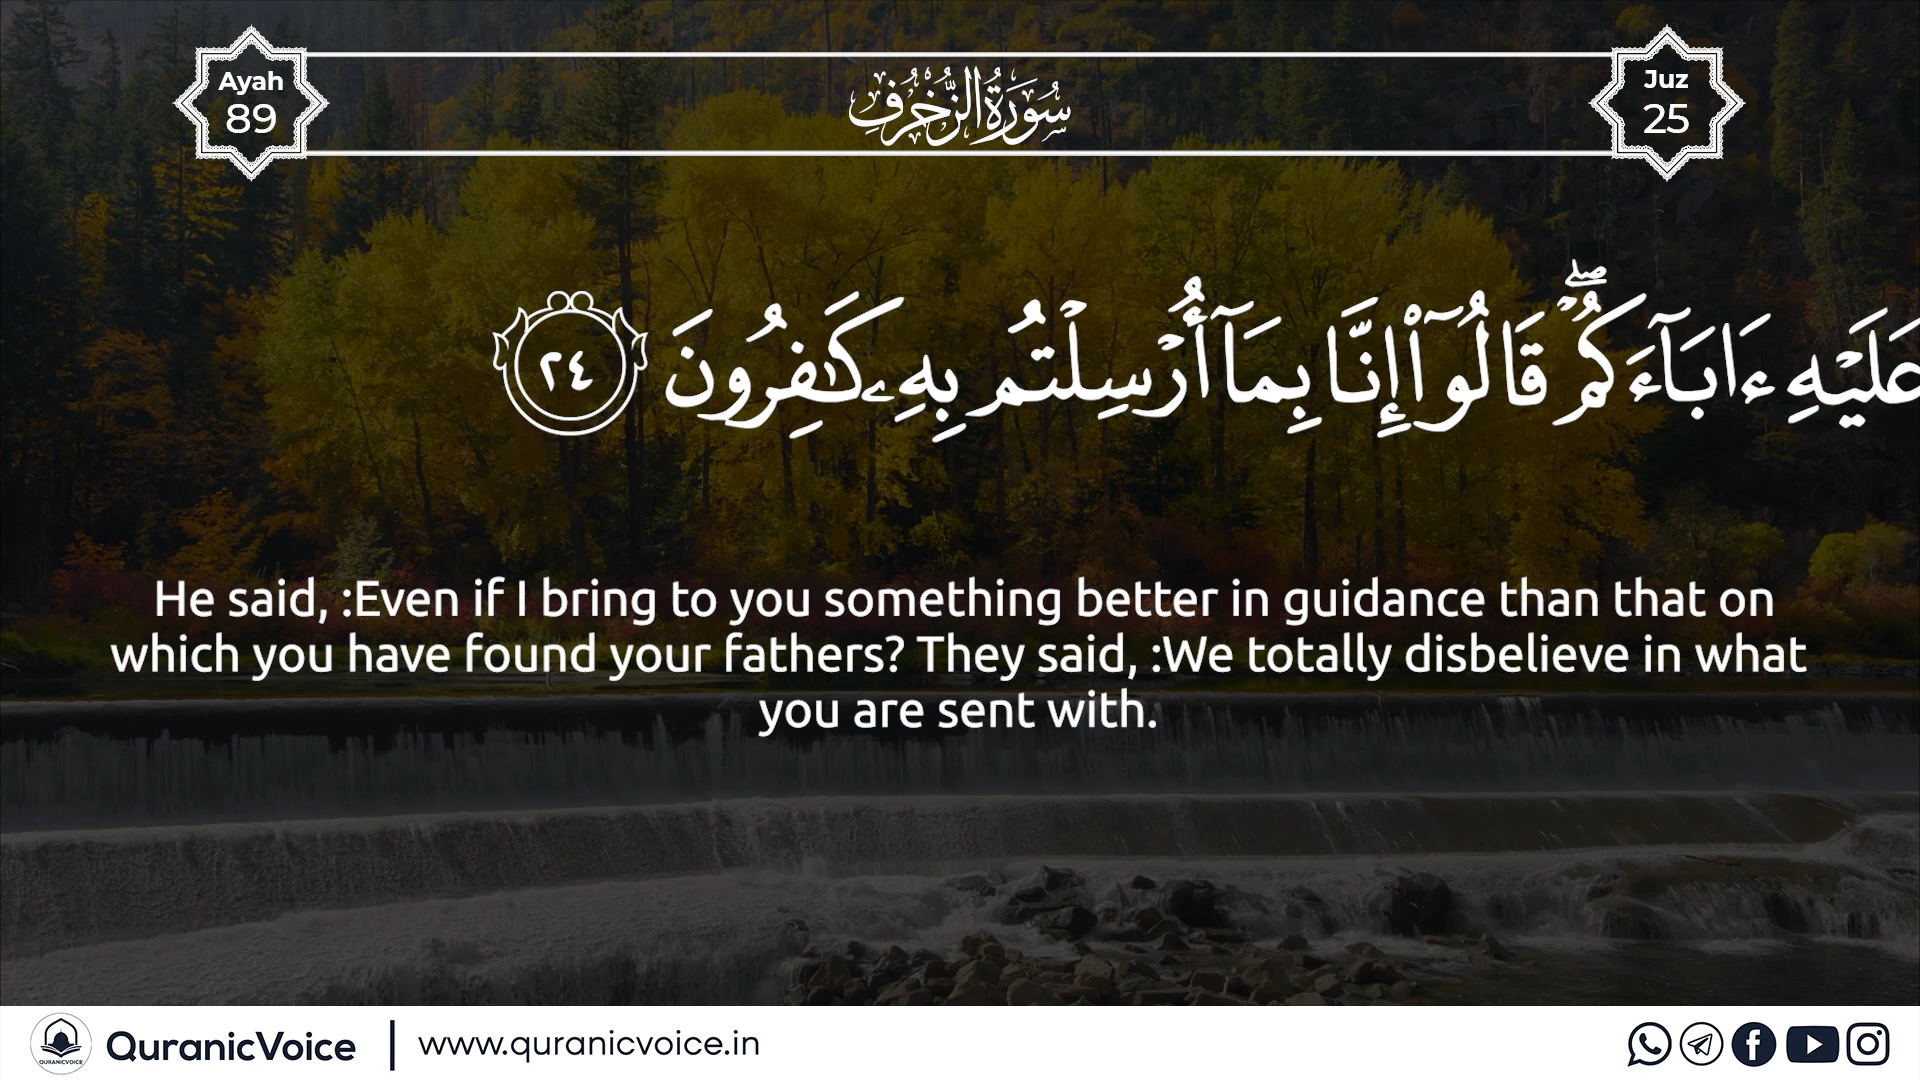 Ayah
89
سُورَةُ الزُّخْرُفِ
Juz
25
عَلَيْهِ ءَابَآءَكُمْ ۖ قَالُوٓا۟ إِنَّا بِمَآ أُرْسِلْتُم بِهِۦ كَـٰفِرُونَ ٢٤
He said, :Even if I bring to you something better in guidance than that on
which you have found your fathers? They said, :We totally disbelieve in what
you are sent with.
QURANICVOICE
QuranicVoice | www.quranicvoice.in